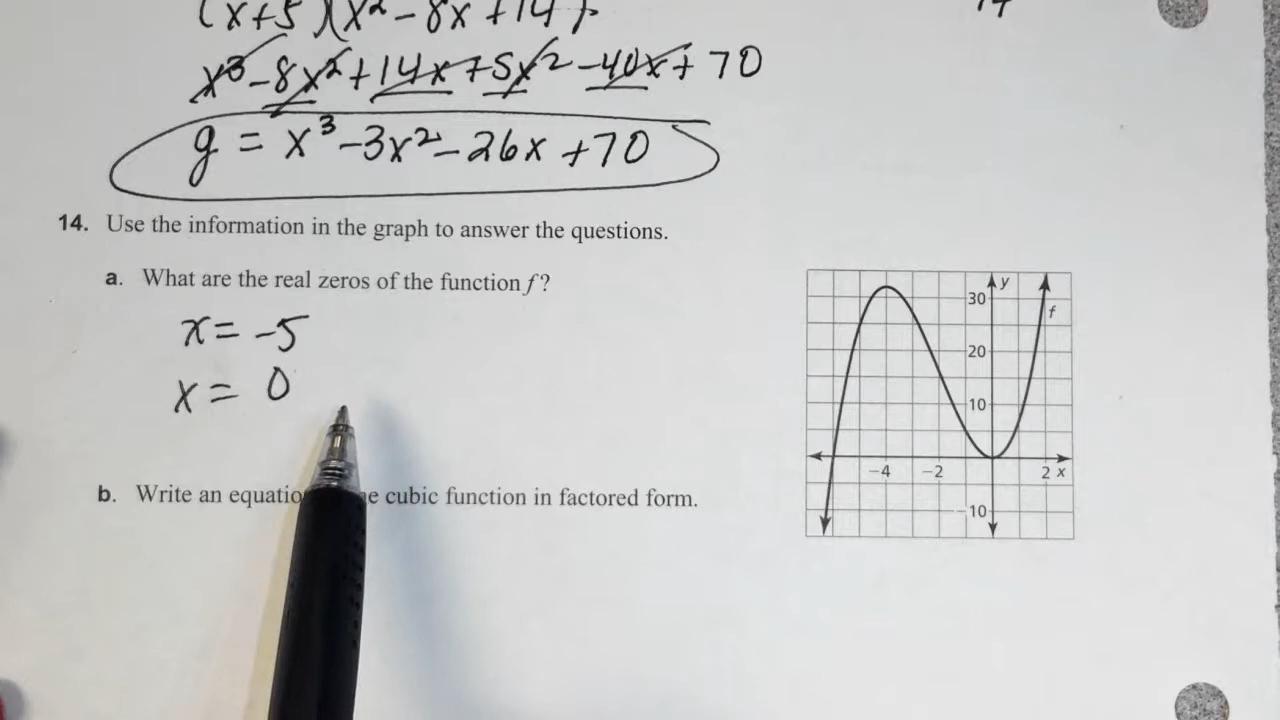 (x+5)(x² - 8x + 14)
14
x³ - 8x² + 14x + 5x² - 40x + 70
g = x³ - 3x² - 26x + 70
14. Use the information in the graph to answer the questions.
a. What are the real zeros of the function f?
x = -5
x = 0
b. Write an equatio e cubic function in factored form.
y
30
f
20
10
-4 -2 2 x
-10